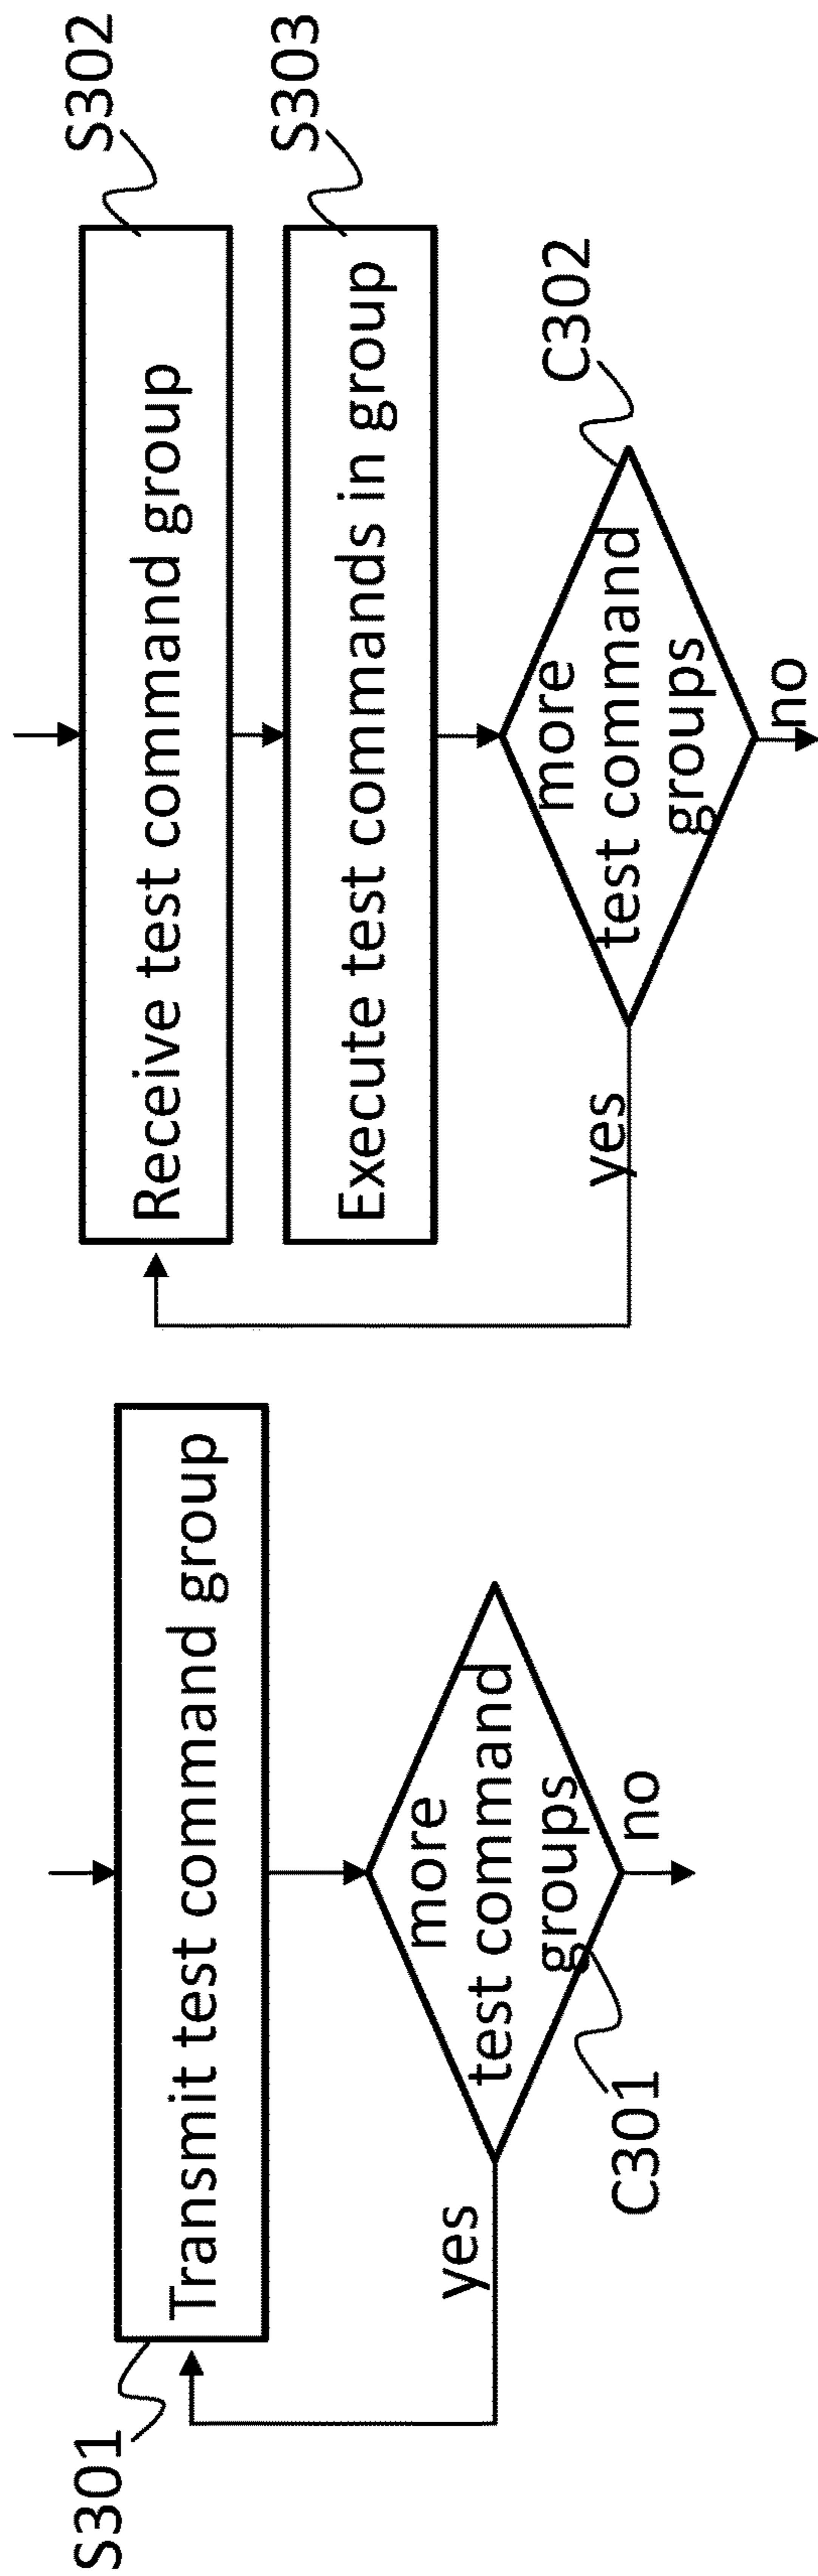 S301
Transmit test command group
more
test command
groups
yes
no
C301
S302
Receive test command group
S303
Execute test commands in group
C302
more
test command
groups
yes
no